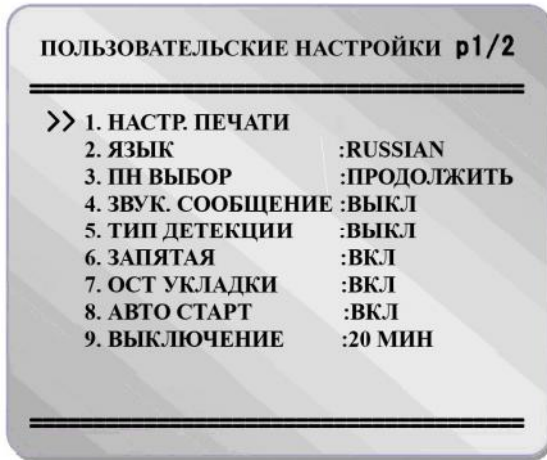 ПОЛЬЗОВАТЕЛЬСКИЕ НАСТРОЙКИ p1/2
>> 1. НАСТР. ПЕЧАТИ
2. ЯЗЫК :RUSSIAN
3. ПН ВЫБОР :ПРОДОЛЖИТЬ
4. ЗВУК. СООБЩЕНИЕ :ВЫКЛ
5. ТИП ДЕТЕКЦИИ :ВЫКЛ
6. ЗАПЯТАЯ :ВКЛ
7. ОСТ УКЛАДКИ :ВКЛ
8. АВТО СТАРТ :ВКЛ
9. ВЫКЛЮЧЕНИЕ :20 МИН